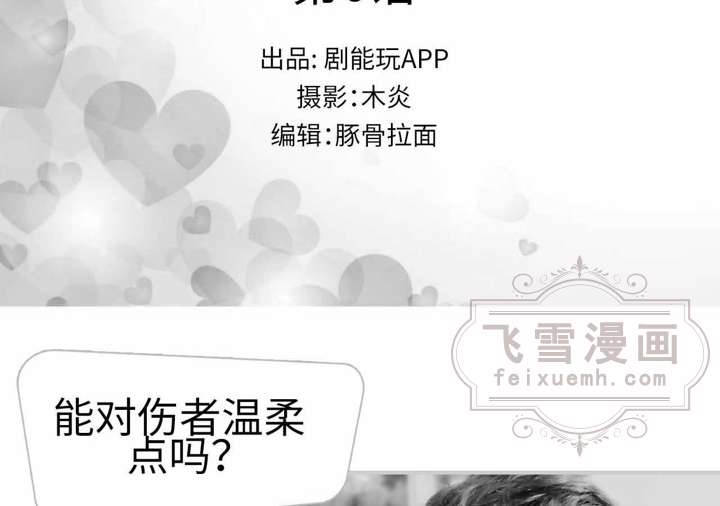 出品: 剧能玩APP
摄影:木炎
编辑:豚骨拉面
飞雪漫画
feixuemh.com
能对伤者温柔
点吗?